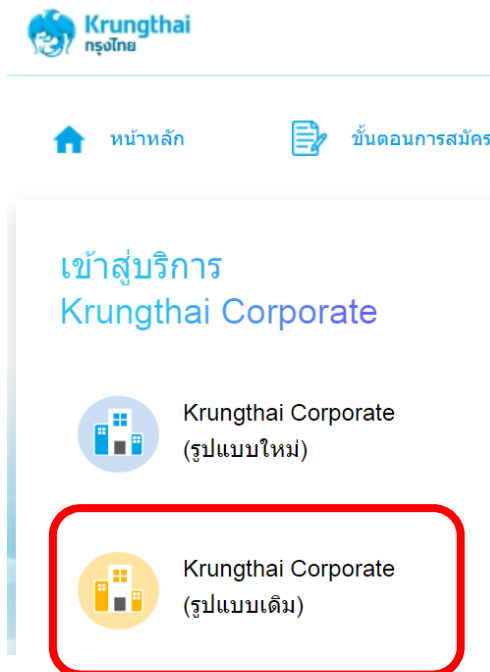 Krungthai
กรุงไทย
หน้าหลัก
ขั้นตอนการสมัคร
เข้าสู่บริการ
Krungthai Corporate
Krungthai Corporate
(รูปแบบใหม่)
Krungthai Corporate
(รูปแบบเดิม)